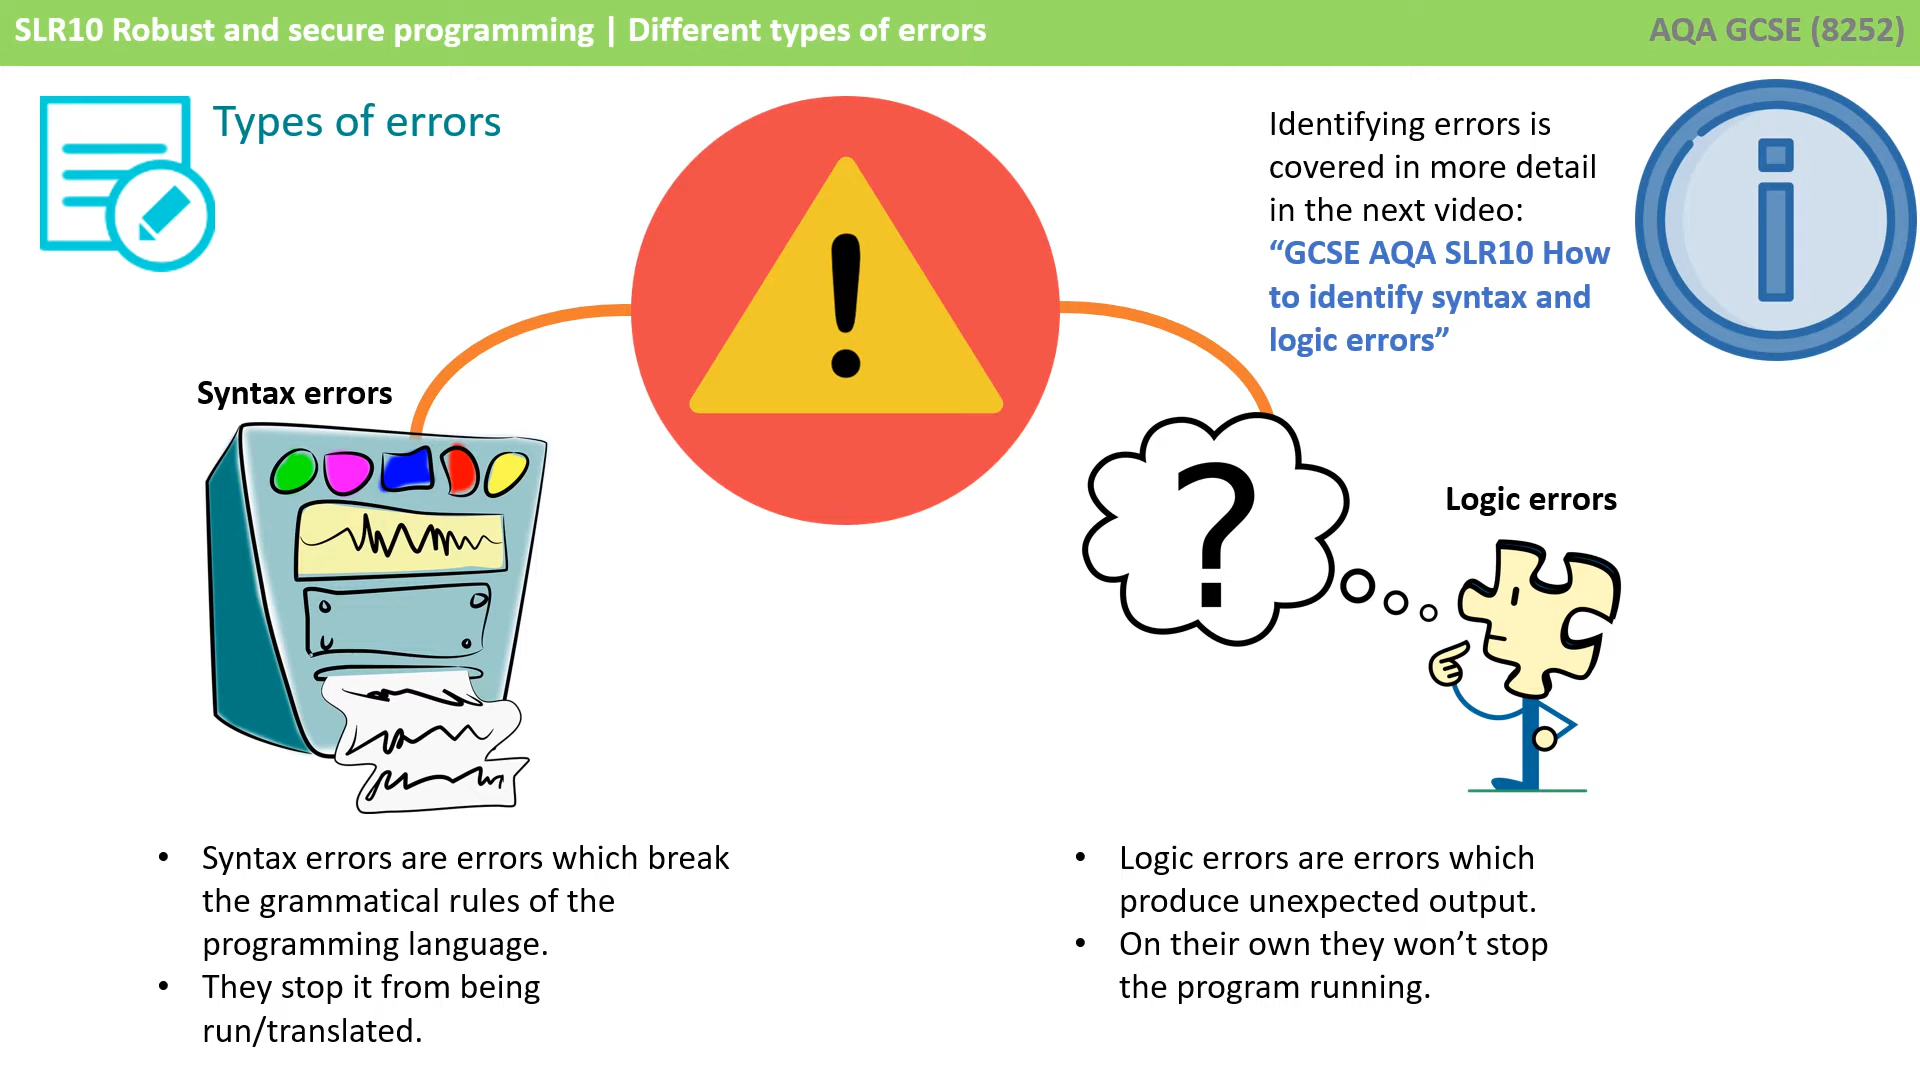 SLR10 Robust and secure programming | Different types of errors
AQA GCSE (8252)
Types of errors
Identifying errors is
covered in more detail
in the next video:
“GCSE AQA SLR10 How
to identify syntax and
logic errors”
Syntax errors
?
Logic errors
• Syntax errors are errors which break
the grammatical rules of the
programming language.
• They stop it from being
run/translated.
• Logic errors are errors which
produce unexpected output.
• On their own they won’t stop
the program running.